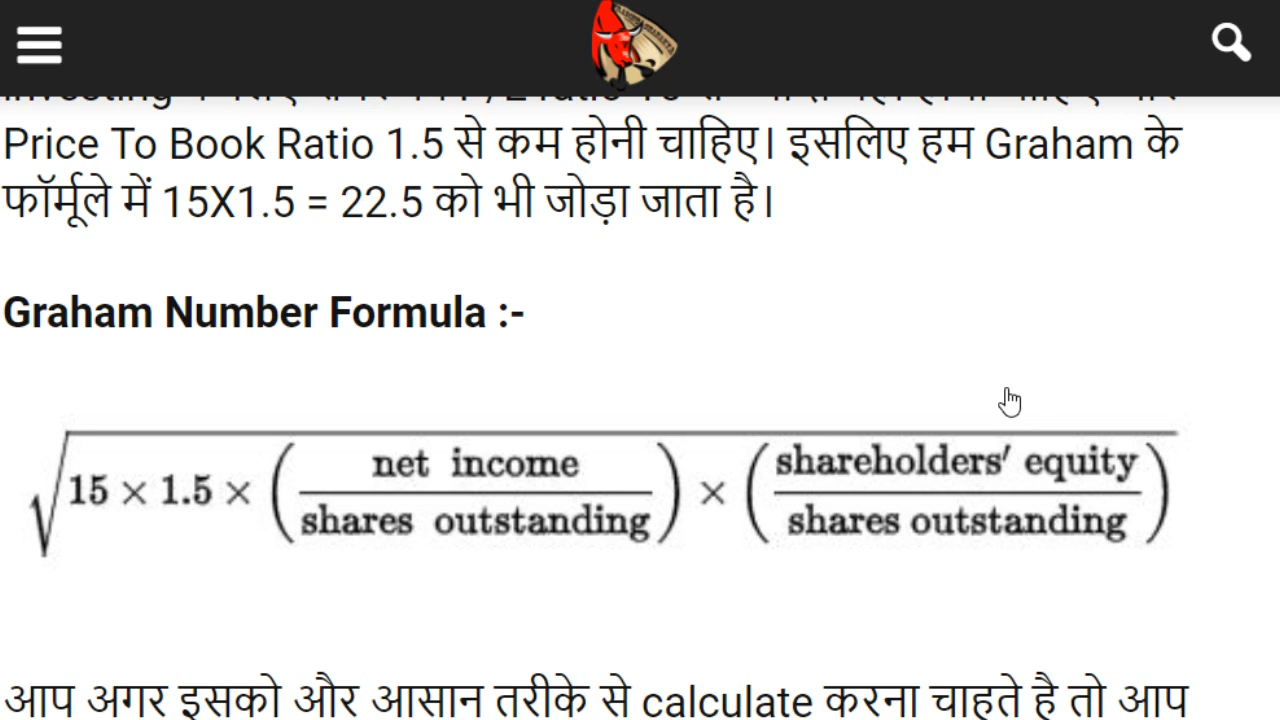 Price To Book Ratio 1.5 से कम होनी चाहिए। इसलिए हम Graham के
फॉर्मूले में 15X1.5 = 22.5 को भी जोड़ा जाता है।
Graham Number Formula :-
√15 × 1.5 × (net income / shares outstanding) × (shareholders' equity / shares outstanding)
आप अगर इसको और आसान तरीके से calculate करना चाहते है तो आप